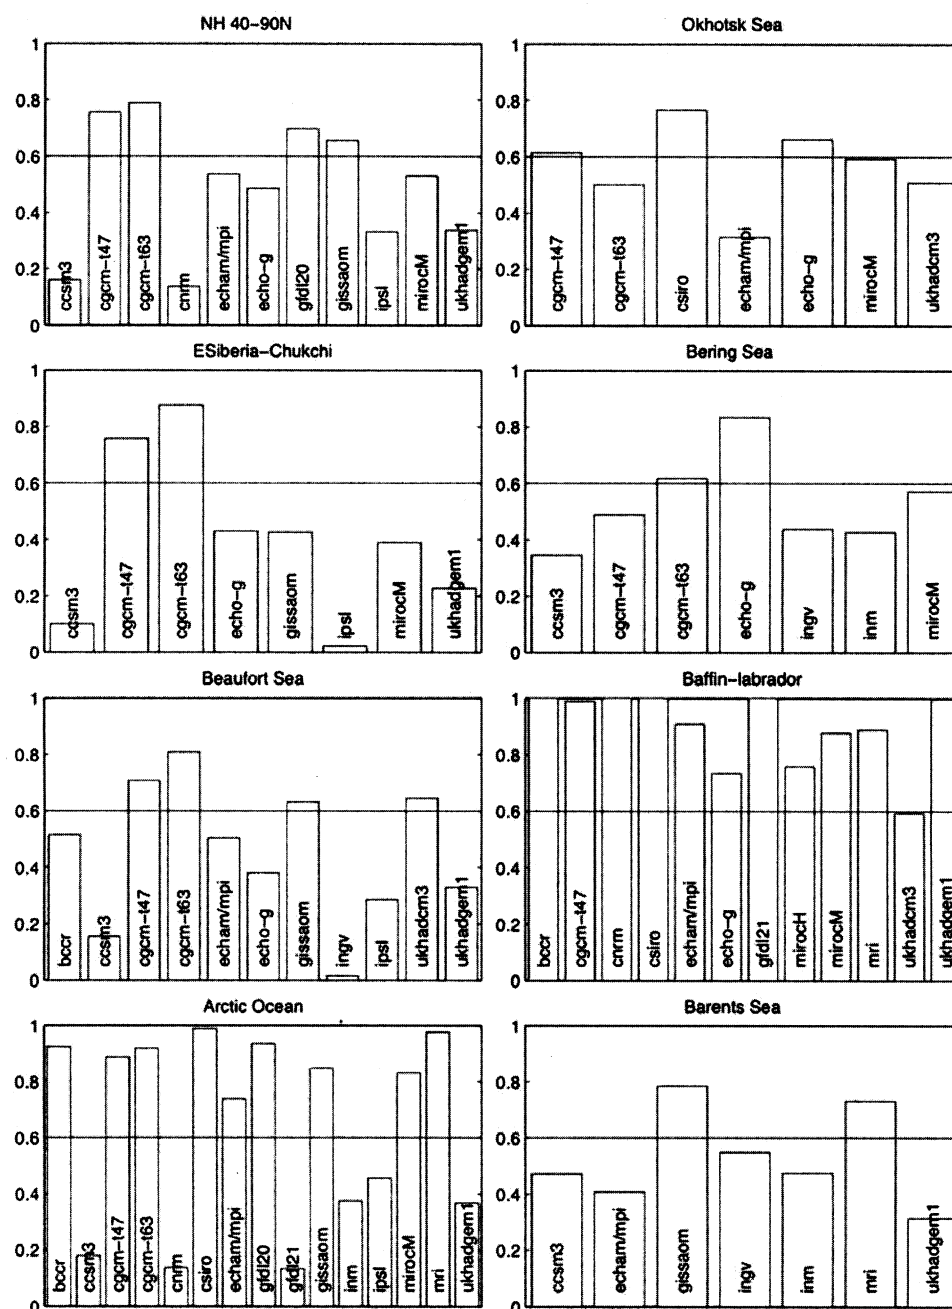 NH 40-90N
1
0.8
0.6
0.4
0.2
0
ccsm3
cgcm-t47
cgcm-t63
cnrm
echam/mpi
echo-g
gfdl20
gissaom
ipsl
mirocM
ukhadgem1
Okhotsk Sea
1
0.8
0.6
0.4
0.2
0
cgcm-t47
cgcm-t63
csiro
echam/mpi
echo-g
mirocM
ukhadcm3
ESiberia-Chukchi
1
0.8
0.6
0.4
0.2
0
ccsm3
cgcm-t47
cgcm-t63
echo-g
gissaom
ipsl
mirocM
ukhadgem1
Bering Sea
1
0.8
0.6
0.4
0.2
0
ccsm3
cgcm-t47
cgcm-t63
echo-g
ingv
inm
mirocM
Beaufort Sea
1
0.8
0.6
0.4
0.2
0
bccr
ccsm3
cgcm-t47
cgcm-t63
echam/mpi
echo-g
gissaom
ingv
ipsl
ukhadcm3
ukhadgem1
Baffin-labrador
1
0.8
0.6
0.4
0.2
0
bccr
cgcm-t47
cnrm
csiro
echam/mpi
echo-g
gfdl21
mirocH
mirocM
mri
ukhadcm3
ukhadgem1
Arctic Ocean
1
0.8
0.6
0.4
0.2
0
bccr
ccsm3
cgcm-t47
cgcm-t63
cnrm
csiro
echam/mpi
gfdl20
gfdl21
gissaom
inm
ipsl
mirocM
mri
ukhadgem1
Barents Sea
1
0.8
0.6
0.4
0.2
0
ccsm3
echam/mpi
gissaom
ingv
inm
mri
ukhadgem1